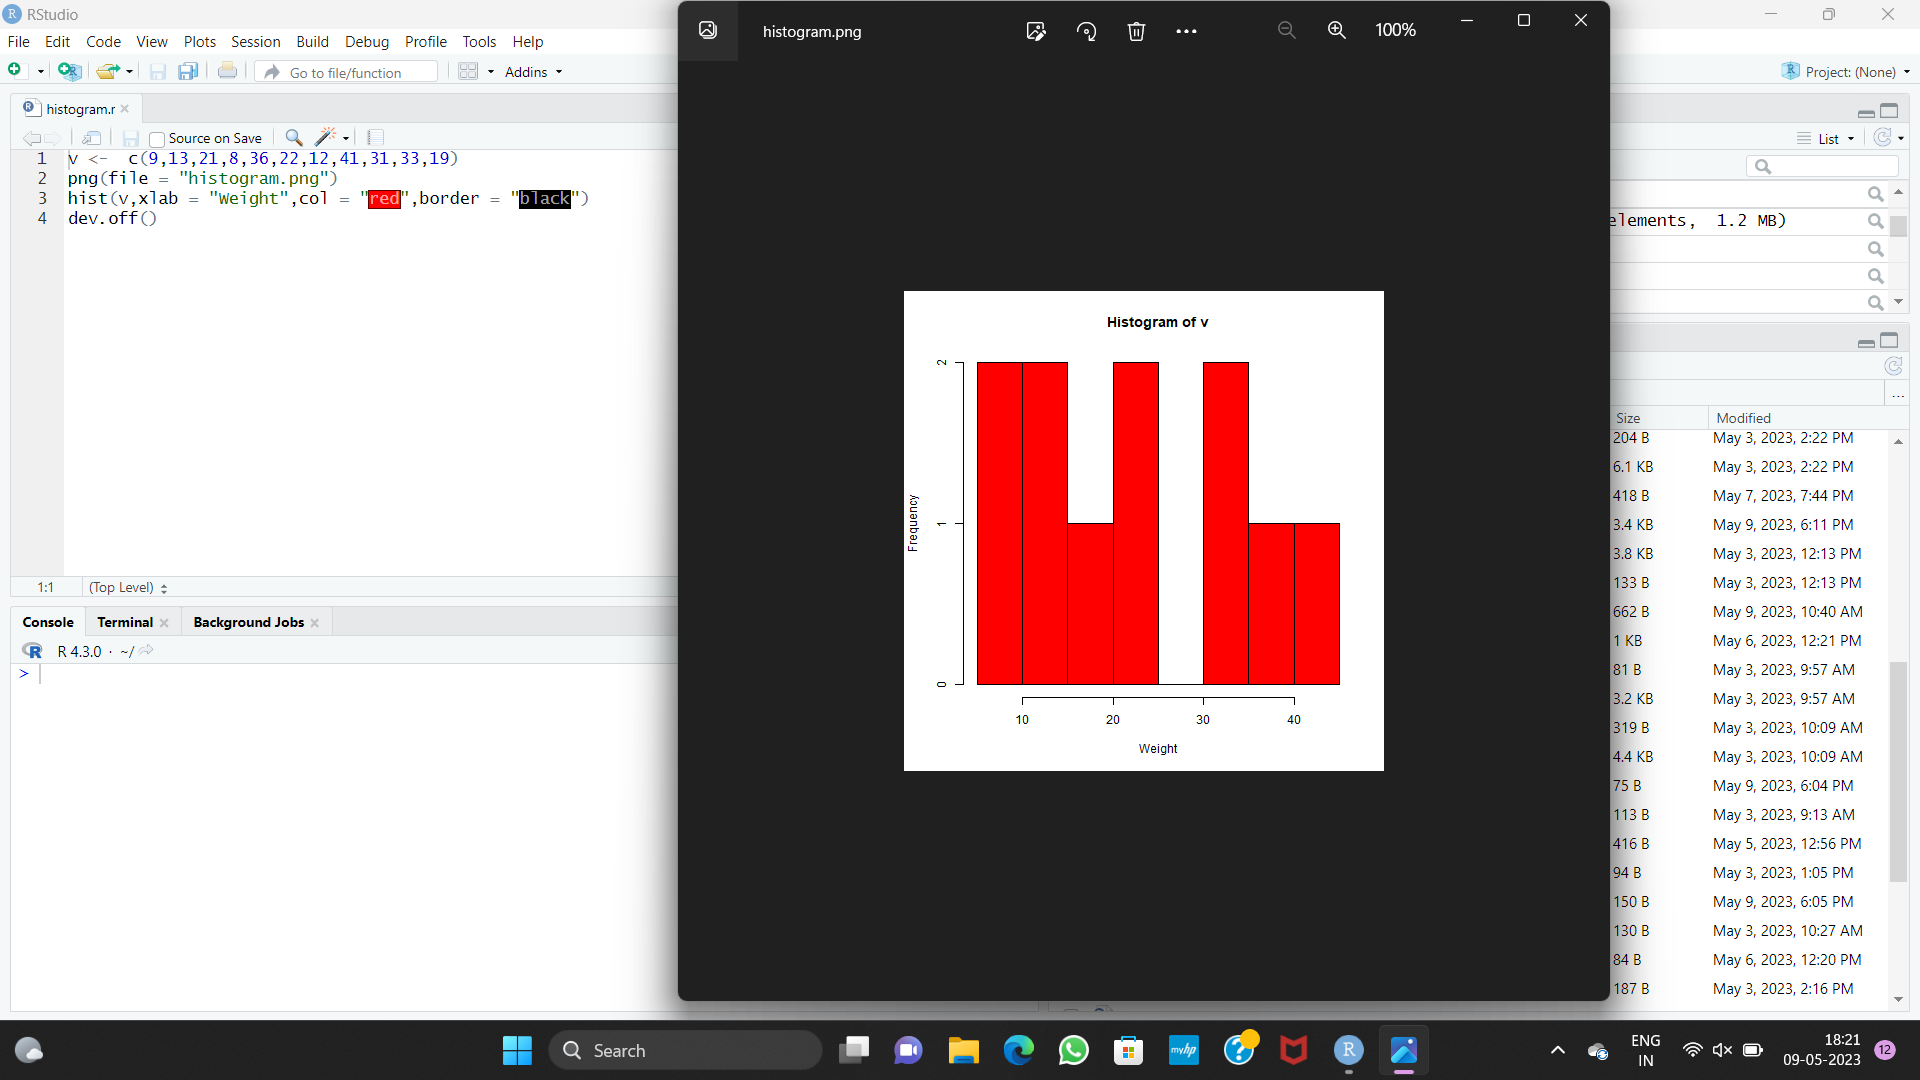 RStudio
File Edit Code View Plots Session Build Debug Profile Tools Help
Go to file/function Addins
Project: (None)
histogram.r
Source on Save
1 v <- c(9,13,21,8,36,22,12,41,31,33,19)
2 png(file = "histogram.png")
3 hist(v,xlab = "Weight",col = "red",border = "black")
4 dev.off()
1:1 (Top Level)
Console Terminal Background Jobs
R 4.3.0 · ~/
>
histogram.png
100%
Histogram of v
Frequency
0 1 2
10 20 30 40
Weight
List
elements, 1.2 MB)
Size Modified
204 B May 3, 2023, 2:22 PM
6.1 KB May 3, 2023, 2:22 PM
418 B May 7, 2023, 7:44 PM
3.4 KB May 9, 2023, 6:11 PM
3.8 KB May 3, 2023, 12:13 PM
133 B May 3, 2023, 12:13 PM
662 B May 9, 2023, 10:40 AM
1 KB May 6, 2023, 12:21 PM
81 B May 3, 2023, 9:57 AM
3.2 KB May 3, 2023, 9:57 AM
319 B May 3, 2023, 10:09 AM
4.4 KB May 3, 2023, 10:09 AM
75 B May 9, 2023, 6:04 PM
113 B May 3, 2023, 9:13 AM
416 B May 5, 2023, 12:56 PM
94 B May 3, 2023, 1:05 PM
150 B May 9, 2023, 6:05 PM
130 B May 3, 2023, 10:27 AM
84 B May 6, 2023, 12:20 PM
187 B May 3, 2023, 2:16 PM
Search
myhp
R
ENG
IN
18:21
09-05-2023
12